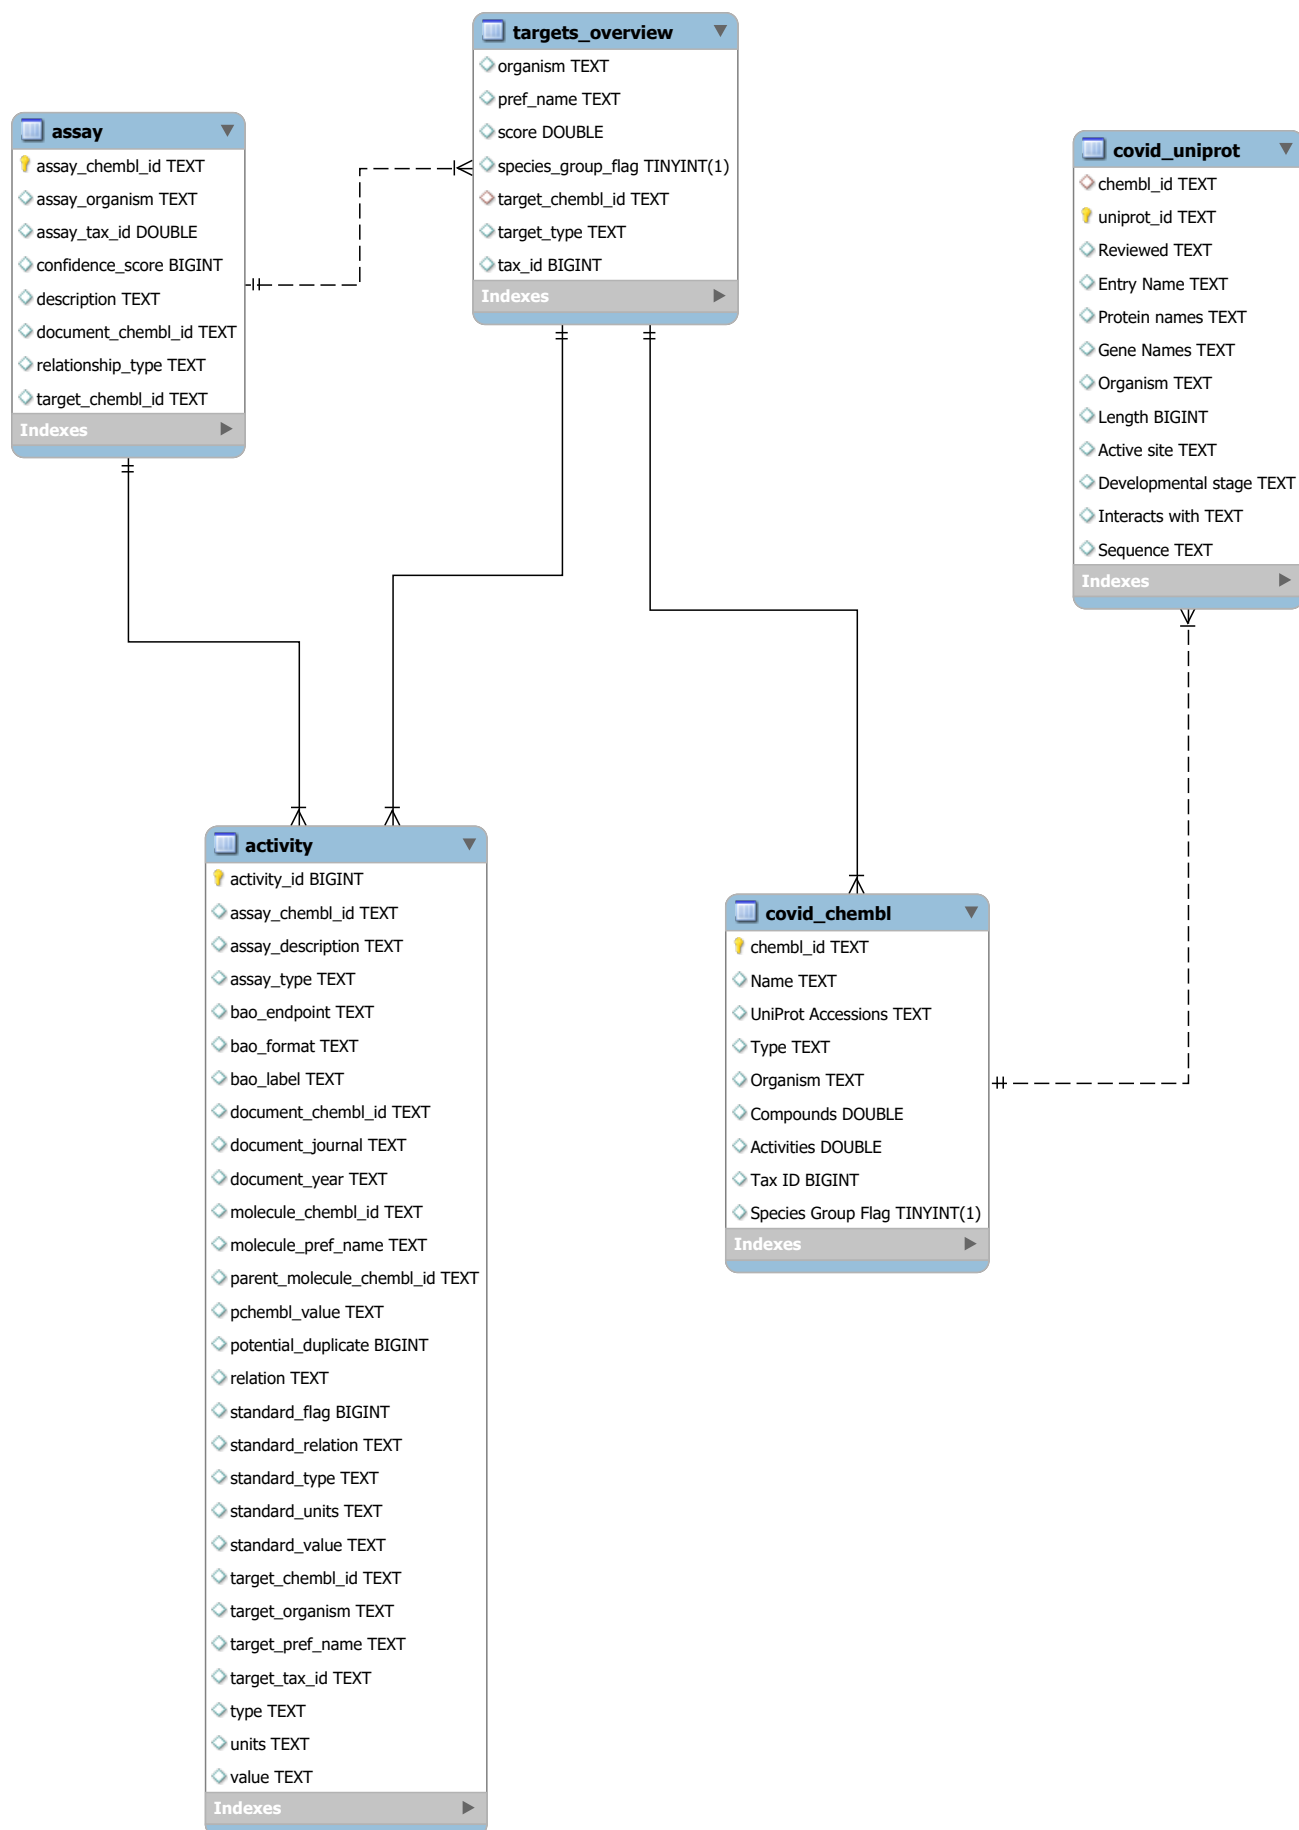 targets_overview
organism TEXT
pref_name TEXT
score DOUBLE
species_group_flag TINYINT(1)
target_chembl_id TEXT
target_type TEXT
tax_id BIGINT
Indexes
assay
assay_chembl_id TEXT
assay_organism TEXT
assay_tax_id DOUBLE
confidence_score BIGINT
description TEXT
document_chembl_id TEXT
relationship_type TEXT
target_chembl_id TEXT
Indexes
covid_uniprot
chembl_id TEXT
uniprot_id TEXT
Reviewed TEXT
Entry Name TEXT
Protein names TEXT
Gene Names TEXT
Organism TEXT
Length BIGINT
Active site TEXT
Developmental stage TEXT
Interacts with TEXT
Sequence TEXT
Indexes
activity
activity_id BIGINT
assay_chembl_id TEXT
assay_description TEXT
assay_type TEXT
bao_endpoint TEXT
bao_format TEXT
bao_label TEXT
document_chembl_id TEXT
document_journal TEXT
document_year TEXT
molecule_chembl_id TEXT
molecule_pref_name TEXT
parent_molecule_chembl_id TEXT
pchembl_value TEXT
potential_duplicate BIGINT
relation TEXT
standard_flag BIGINT
standard_relation TEXT
standard_type TEXT
standard_units TEXT
standard_value TEXT
target_chembl_id TEXT
target_organism TEXT
target_pref_name TEXT
target_tax_id TEXT
type TEXT
units TEXT
value TEXT
Indexes
covid_chembl
chembl_id TEXT
Name TEXT
UniProt Accessions TEXT
Type TEXT
Organism TEXT
Compounds DOUBLE
Activities DOUBLE
Tax ID BIGINT
Species Group Flag TINYINT(1)
Indexes